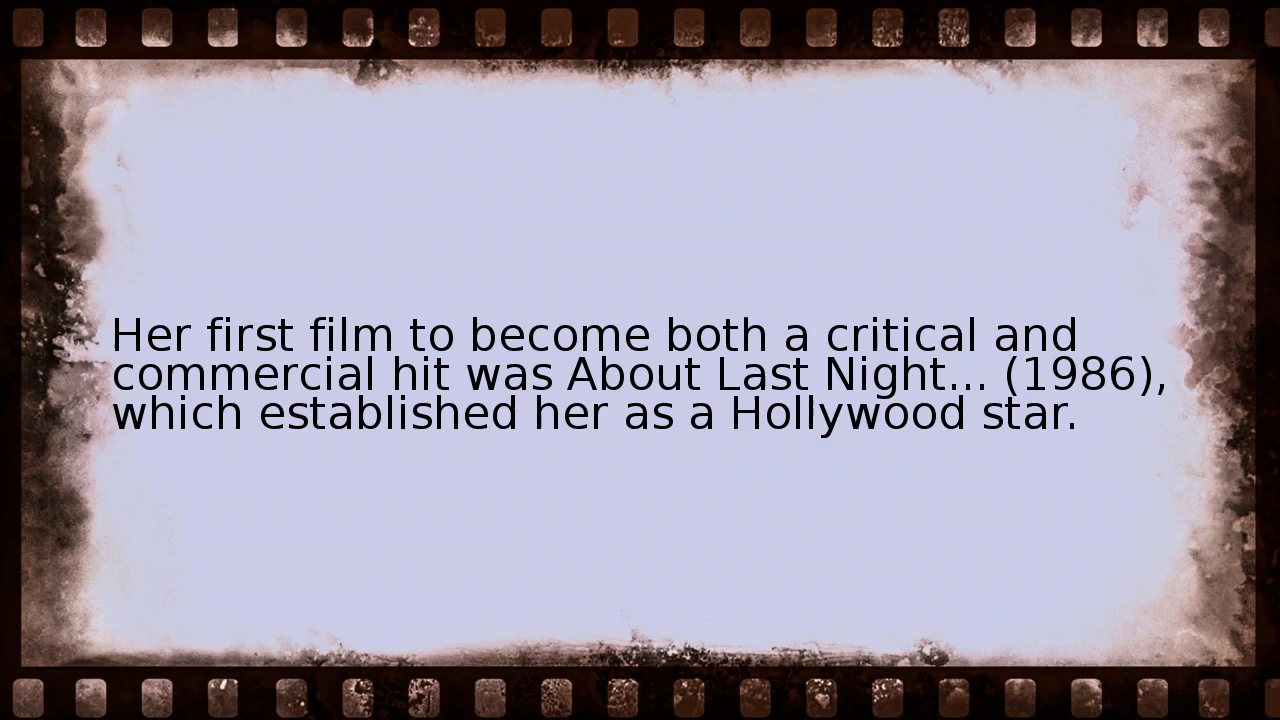 Her first film to become both a critical and
commercial hit was About Last Night... (1986),
which established her as a Hollywood star.